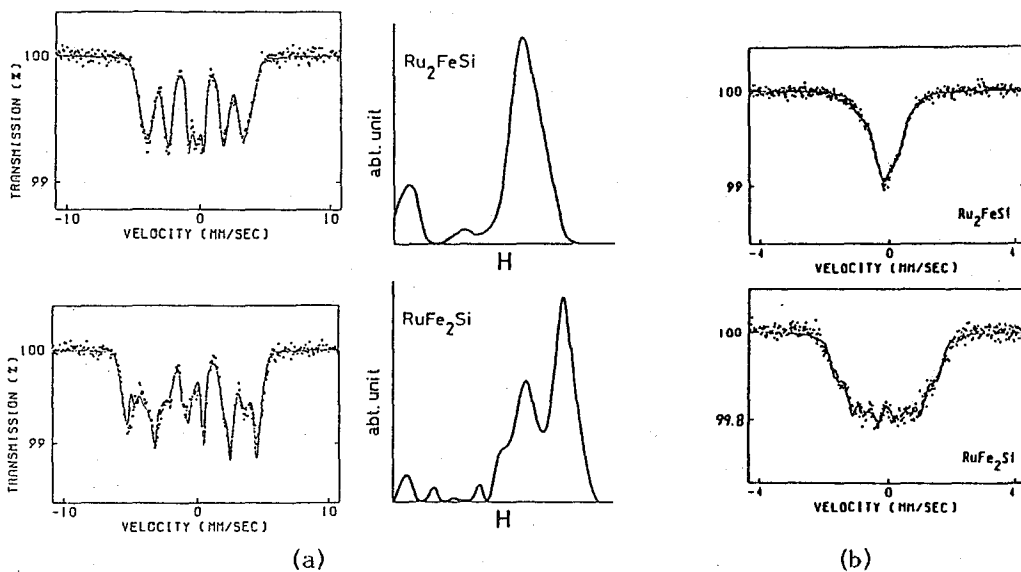 TRANSMISSION (%)
100
99
-10
0
10
VELOCITY (MM/SEC)
abt. unit
Ru₂FeSi
H
100
99
-4
0
4
Ru₂FeSi
VELOCITY (MM/SEC)
TRANSMISSION (%)
100
99
-10
0
10
VELOCITY (MM/SEC)
abt. unit
RuFe₂Si
H
100
99.8
RuFe₂Si
-4
0
4
VELOCITY (MM/SEC)
(a)
(b)